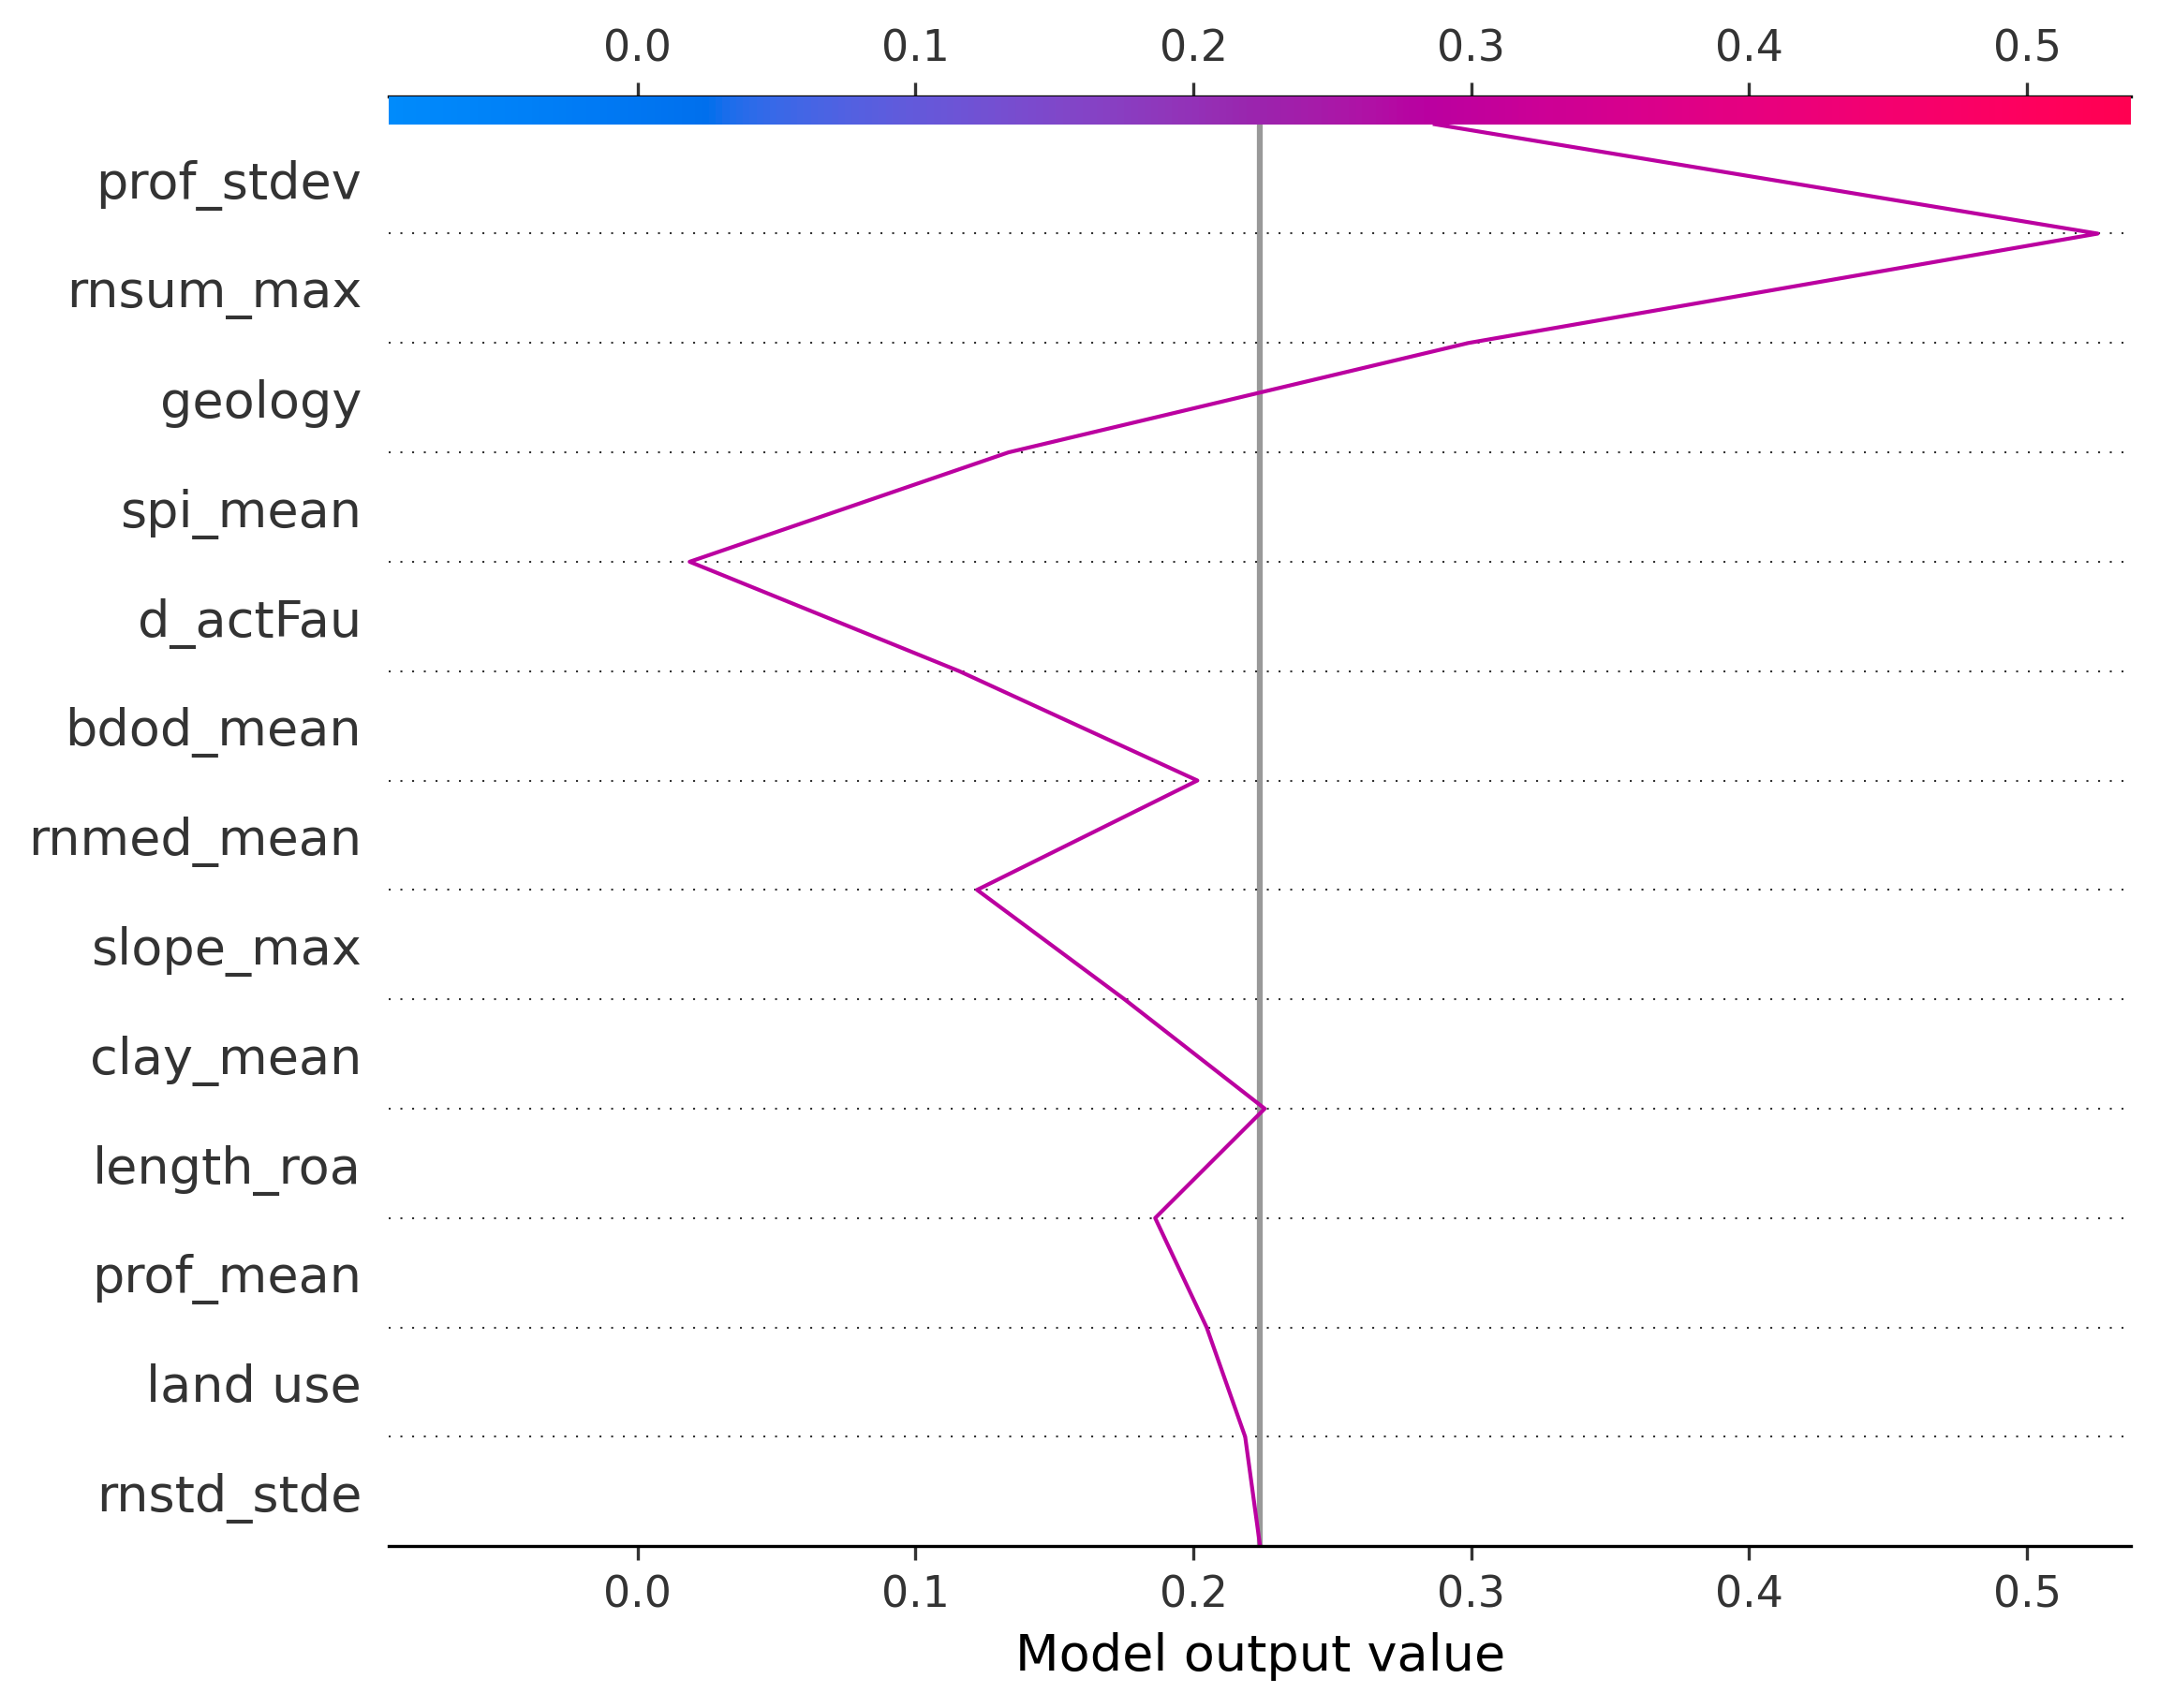 0.0 0.1 0.2 0.3 0.4 0.5
prof_stdev
rnsum_max
geology
spi_mean
d_actFau
bdod_mean
rnmed_mean
slope_max
clay_mean
length_roa
prof_mean
land use
rnstd_stde
0.0 0.1 0.2 0.3 0.4 0.5
Model output value